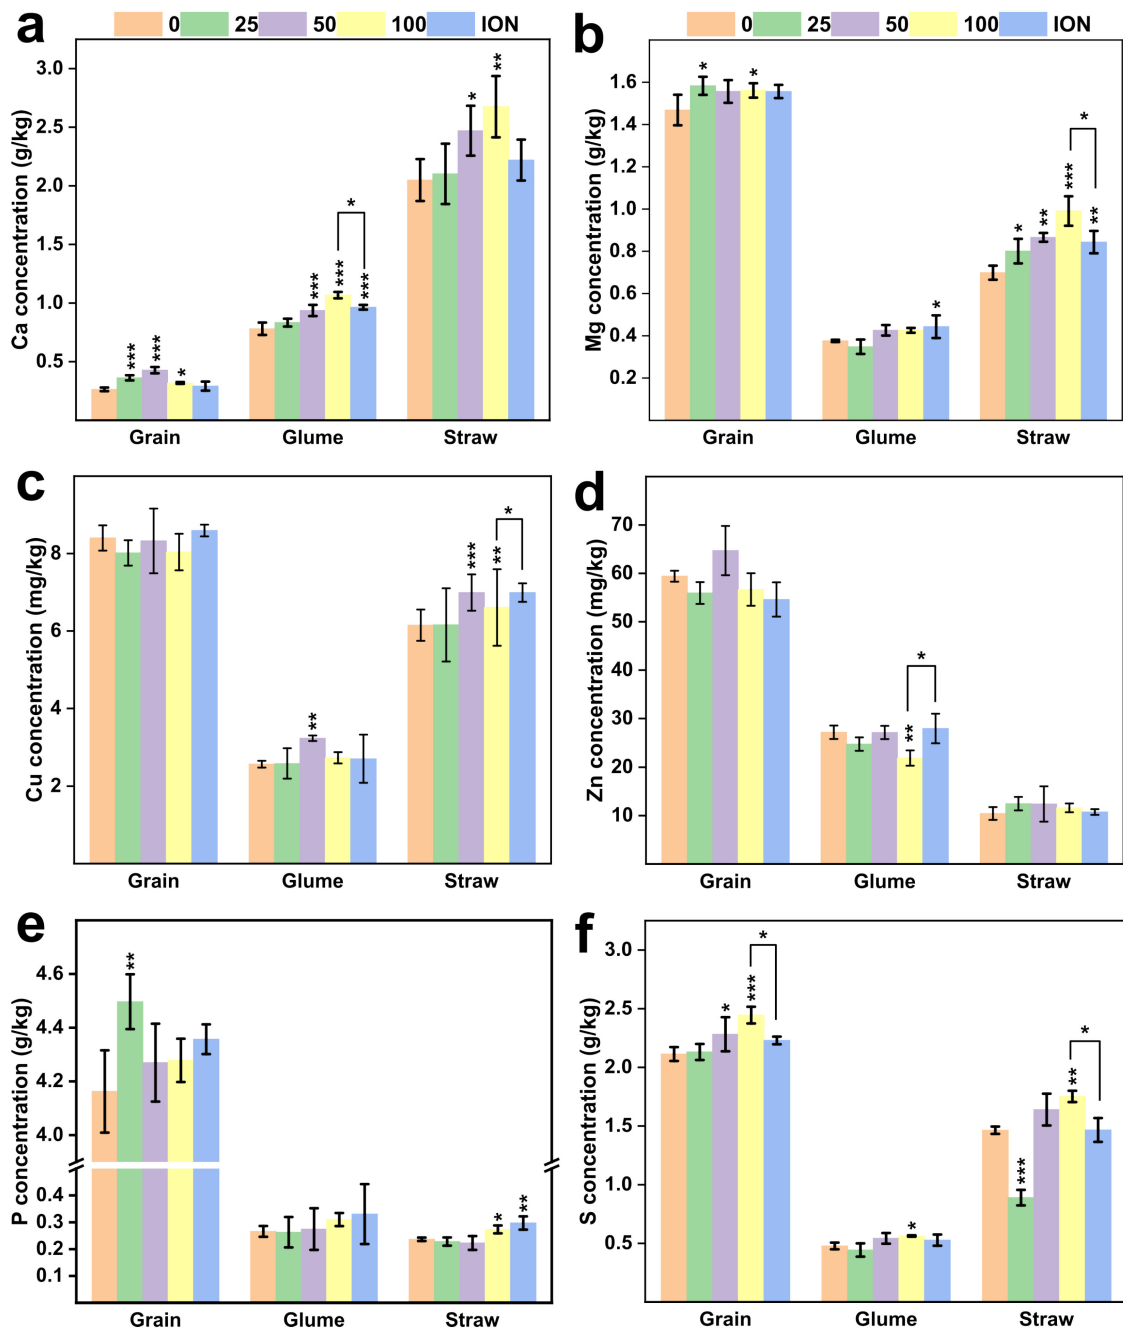 a
0 25 50 100 ION
Ca concentration (g/kg)
3.0
2.5
2.0
1.5
1.0
0.5
*** *** *
*** *** *** *
* **
Grain Glume Straw
b
0 25 50 100 ION
Mg concentration (g/kg)
1.6
1.4
1.2
1.0
0.8
0.6
0.4
0.2
* *
*
* ** *** ** *
Grain Glume Straw
c
Cu concentration (mg/kg)
8
6
4
2
**
*** ** *
Grain Glume Straw
d
Zn concentration (mg/kg)
70
60
50
40
30
20
10
** *
Grain Glume Straw
e
P concentration (g/kg)
4.6
4.4
4.2
4.0
0.4
0.3
0.2
0.1
**
* **
Grain Glume Straw
f
S concentration (g/kg)
3.0
2.5
2.0
1.5
1.0
0.5
* *** *
*
*** ** *
Grain Glume Straw